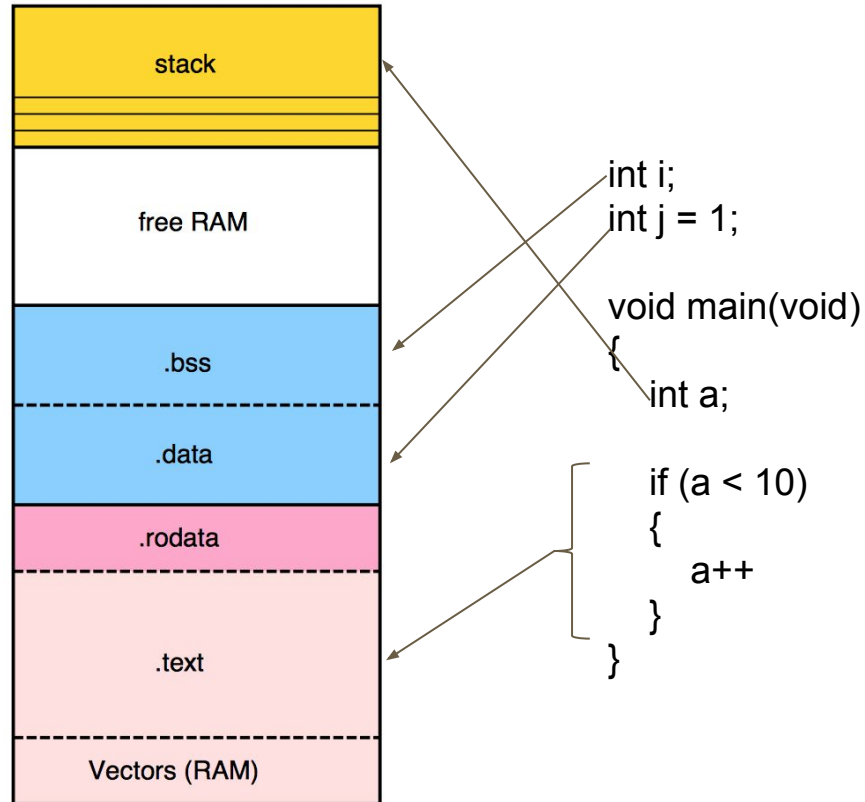 stack
free RAM
.bss
.data
.rodata
.text
Vectors (RAM)
int i;
int j = 1;
void main(void)
{
int a;
if (a < 10)
{
a++
}
}